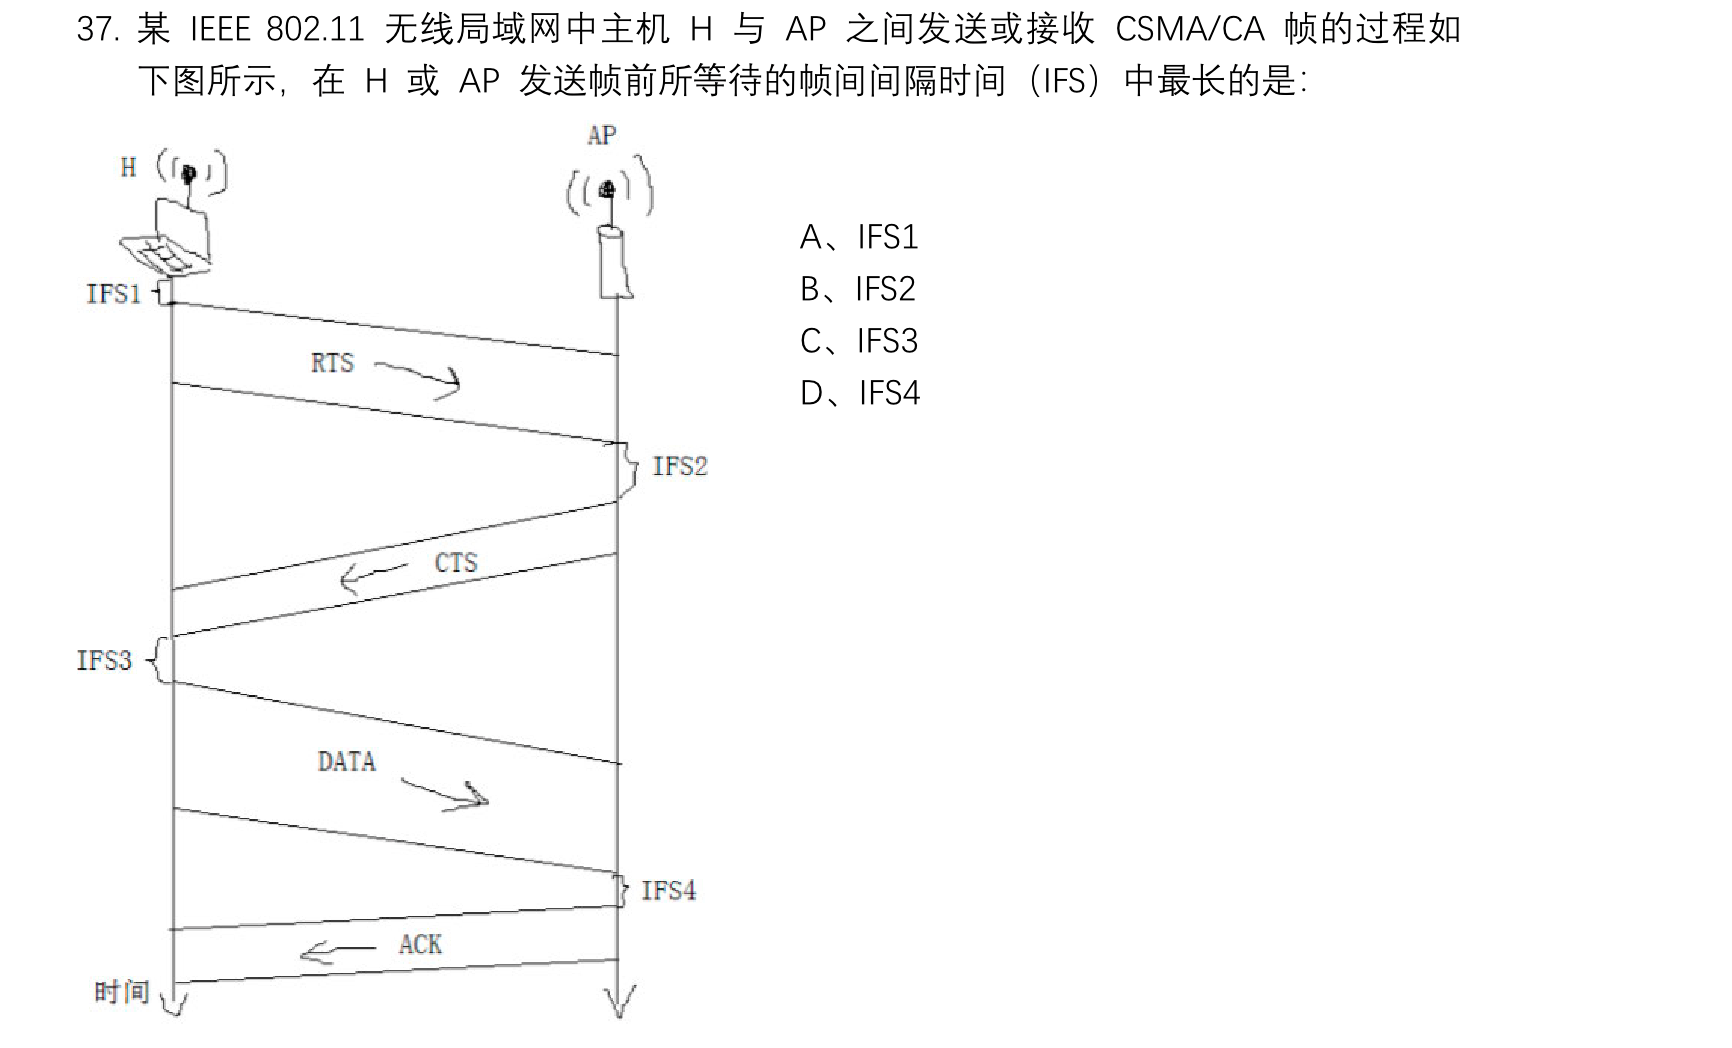 37. 某 IEEE 802.11 无线局域网中主机 H 与 AP 之间发送或接收 CSMA/CA 帧的过程如
下图所示，在 H 或 AP 发送帧前所等待的帧间间隔时间（IFS）中最长的是：
AP
H
A、IFS1
B、IFS2
C、IFS3
D、IFS4
IFS1
RTS
IFS2
CTS
IFS3
DATA
IFS4
ACK
时间